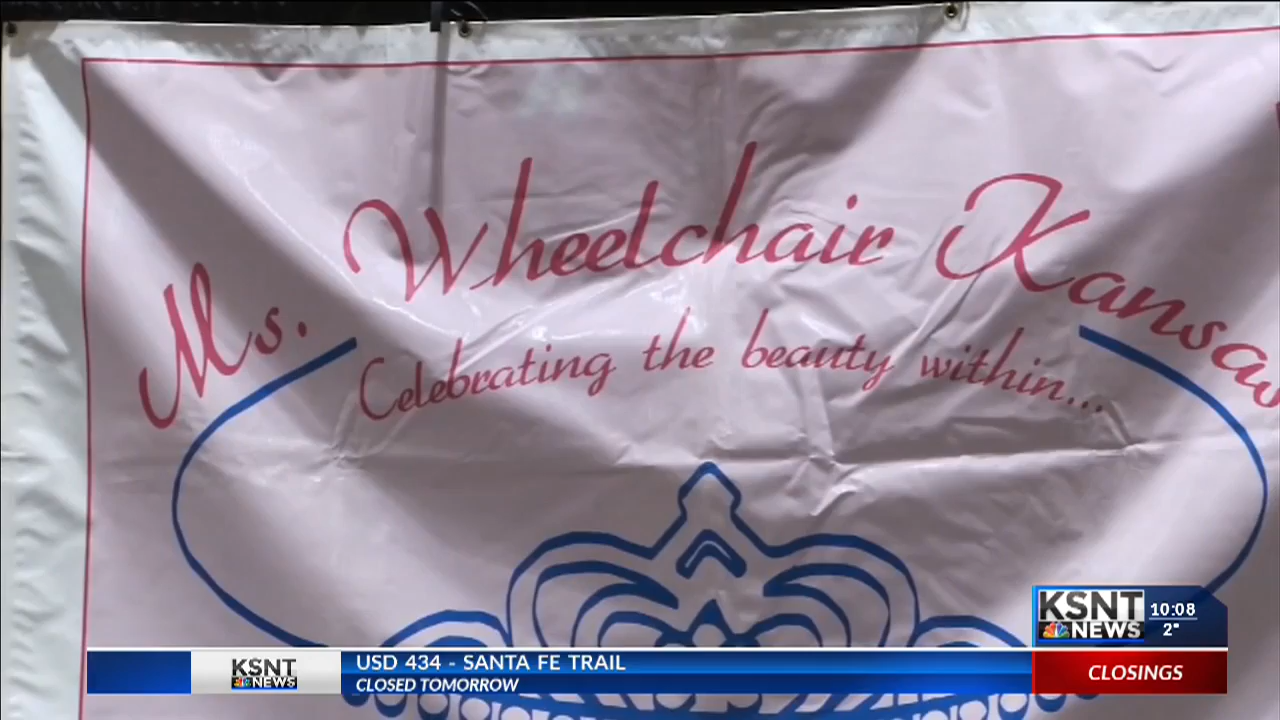 Ms. Wheelchair Kansas
Celebrating the beauty within...
KSNT
NEWS
10:08
2°
KSNT
NEWS
USD 434 - SANTA FE TRAIL
CLOSED TOMORROW
CLOSINGS